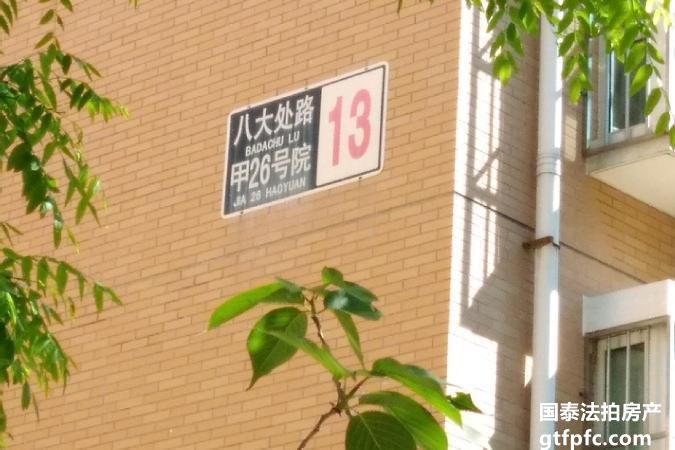 八大处路
BADACHU LU
甲26号院
JIA 26 HAOYUAN
13
国泰法拍房产
gtfpfc.com